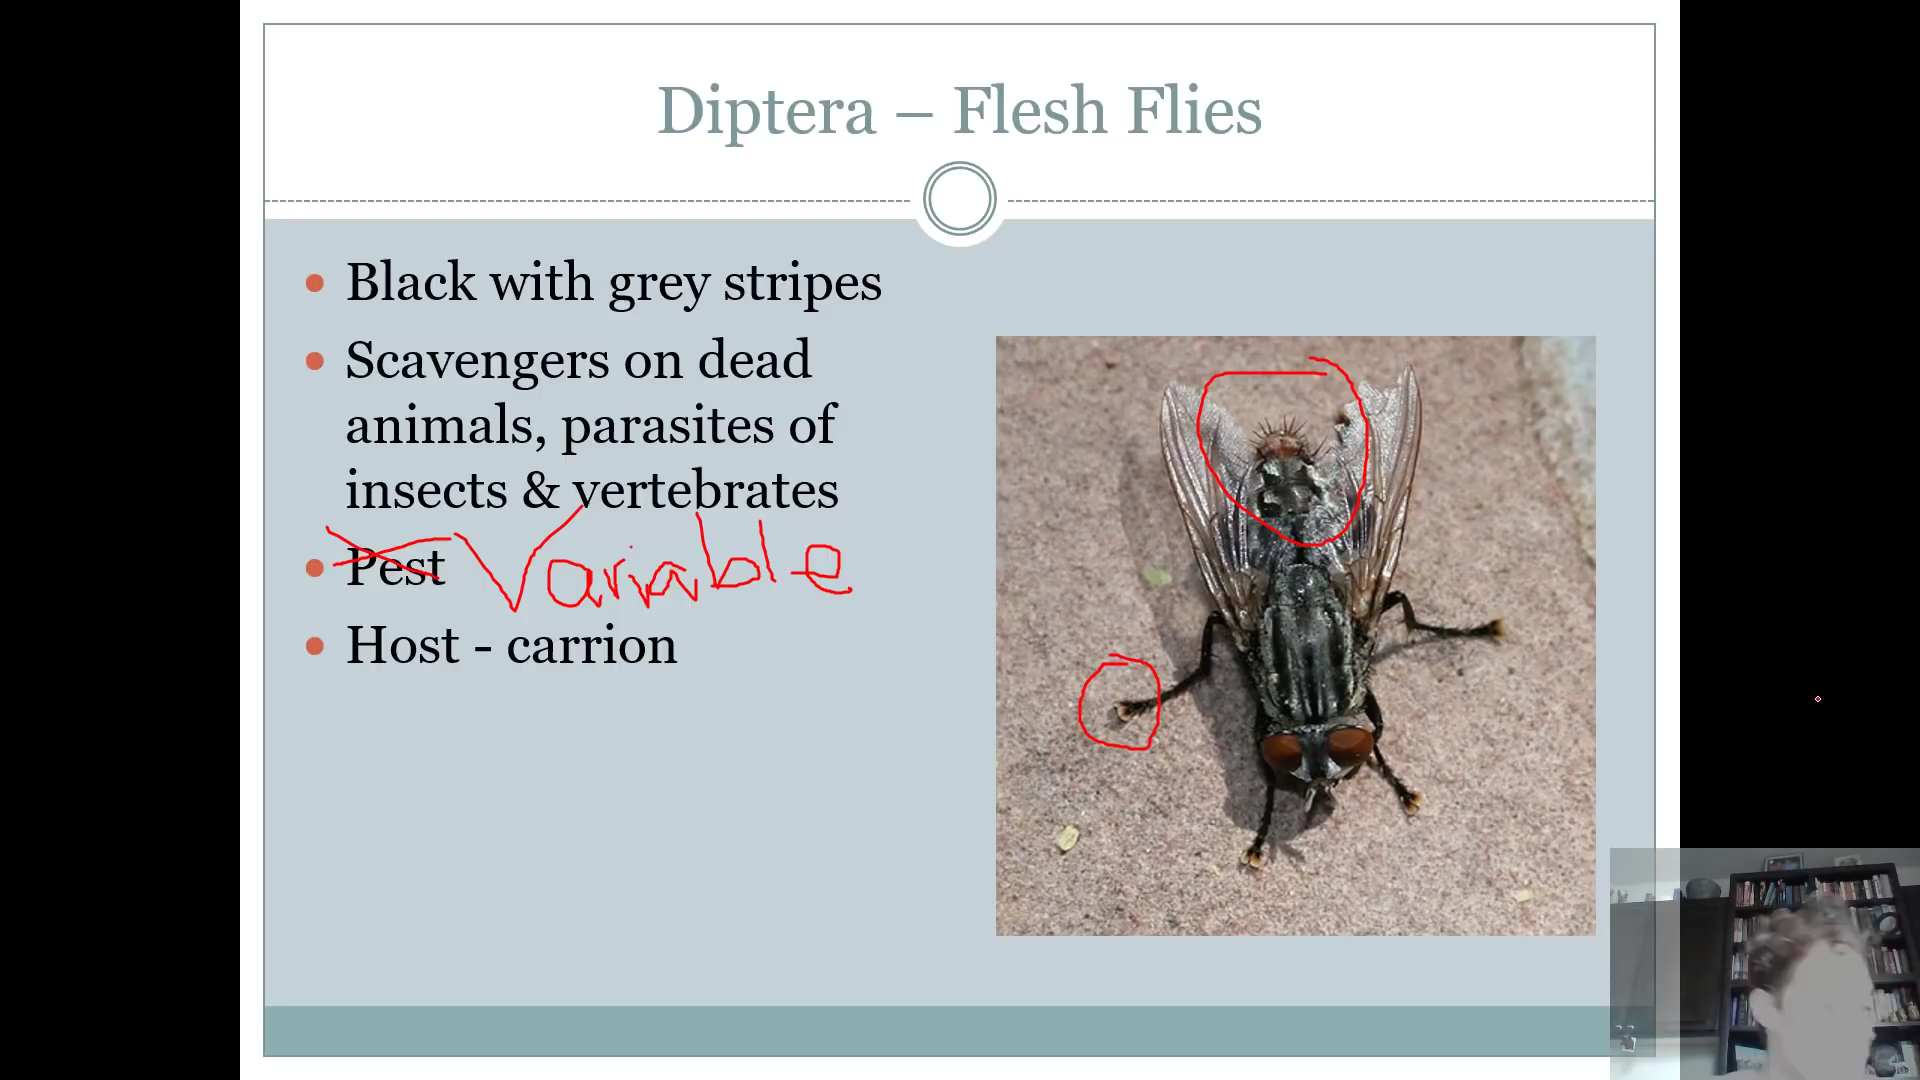 Diptera – Flesh Flies
• Black with grey stripes
• Scavengers on dead
animals, parasites of
insects & vertebrates
• Pest Variable
• Host - carrion